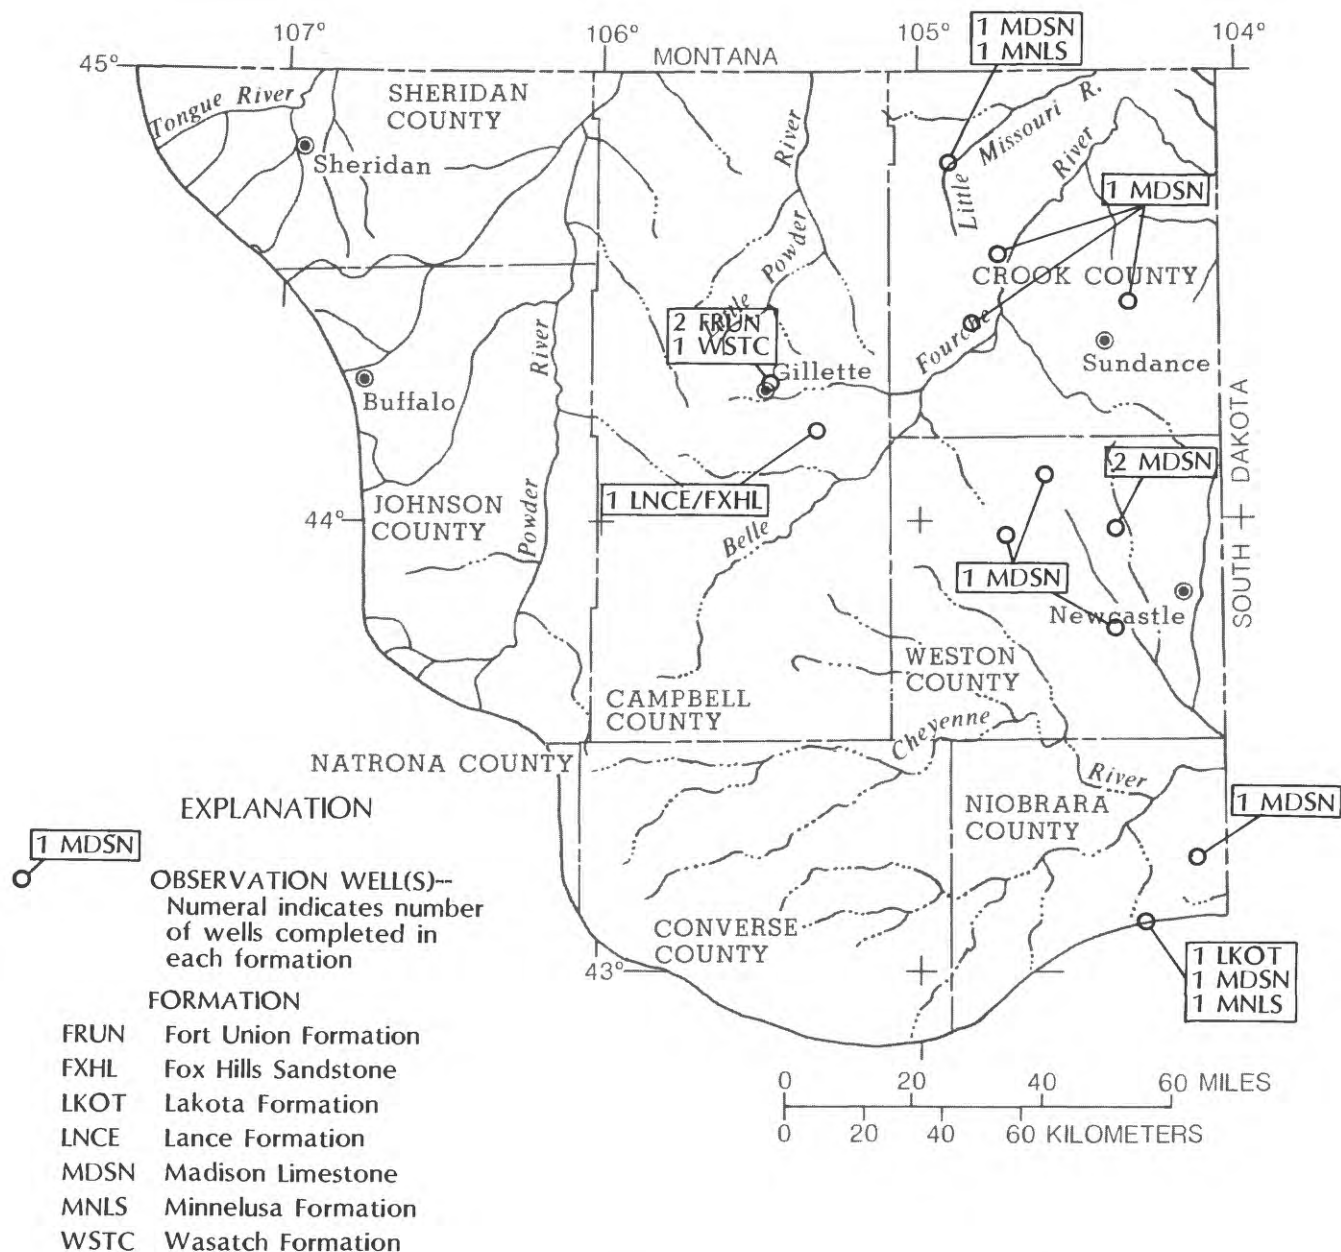 107°
106°
105°
104°
1 MDSN
1 MNLS
45°
MONTANA
Tongue River
SHERIDAN
COUNTY
Sheridan
River
Little Missouri R.
River
1 MDSN
Powder
CROOK COUNTY
2 FRUN
1 WSTC
Gillette
Fourche
Sundance
River
Buffalo
SOUTH DAKOTA
2 MDSN
1 LNCE/FXHL
JOHNSON
COUNTY
44°
Powder
Belle
1 MDSN
Newcastle
WESTON
COUNTY
CAMPBELL
COUNTY
Cheyenne
NATRONA COUNTY
River
EXPLANATION
NIOBRARA
COUNTY
1 MDSN
1 MDSN
OBSERVATION WELL(S)--
Numeral indicates number
of wells completed in
each formation
CONVERSE
COUNTY
43°
1 LKOT
1 MDSN
1 MNLS
FORMATION
FRUN Fort Union Formation
FXHL Fox Hills Sandstone
LKOT Lakota Formation
LNCE Lance Formation
MDSN Madison Limestone
MNLS Minnelusa Formation
WSTC Wasatch Formation
0 20 40 60 MILES
0 20 40 60 KILOMETERS